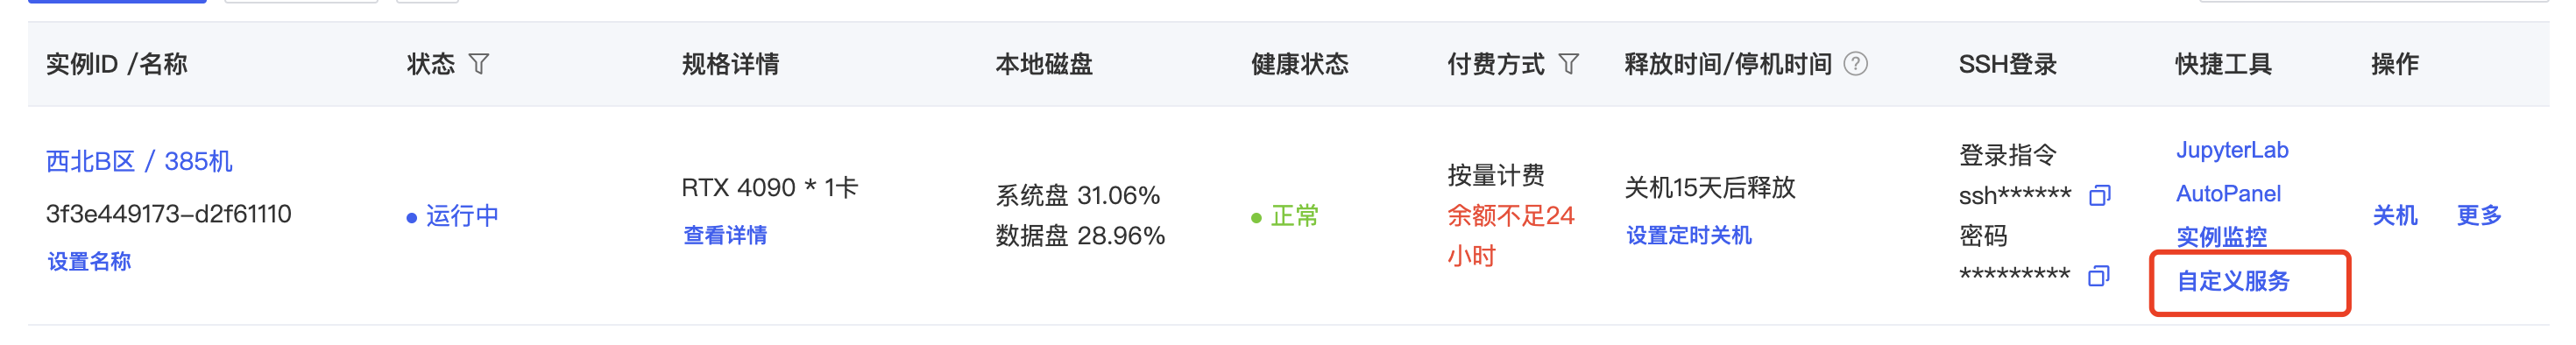 实例ID /名称 状态 规格详情 本地磁盘 健康状态 付费方式 释放时间/停机时间 ? SSH登录 快捷工具 操作
西北B区 / 385机
3f3e449173-d2f61110
设置名称
运行中
RTX 4090 * 1卡
查看详情
系统盘 31.06%
数据盘 28.96%
正常
按量计费
余额不足24
小时
关机15天后释放
设置定时关机
登录指令
ssh******
密码
*********
JupyterLab
AutoPanel
实例监控
自定义服务
关机 更多